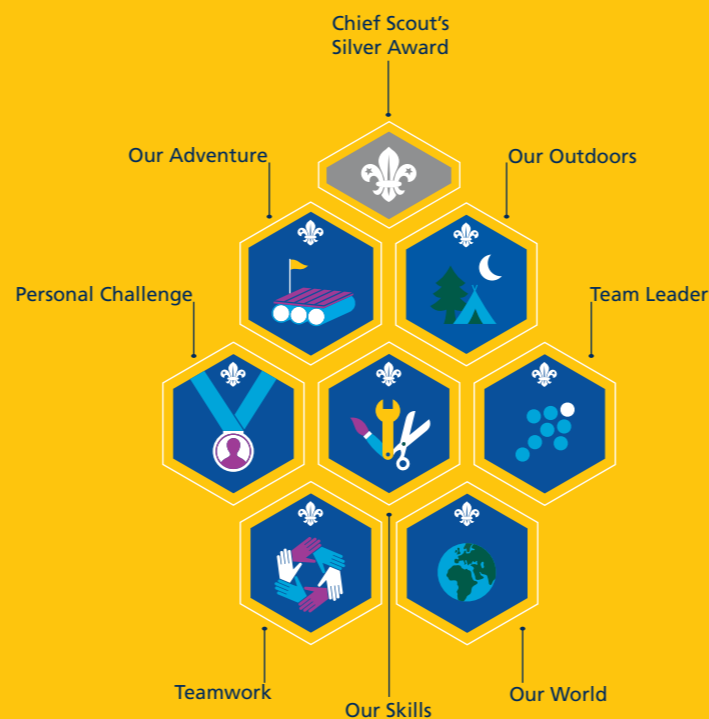 Chief Scout’s
Silver Award
Our Adventure
Our Outdoors
Personal Challenge
Team Leader
Teamwork
Our Skills
Our World